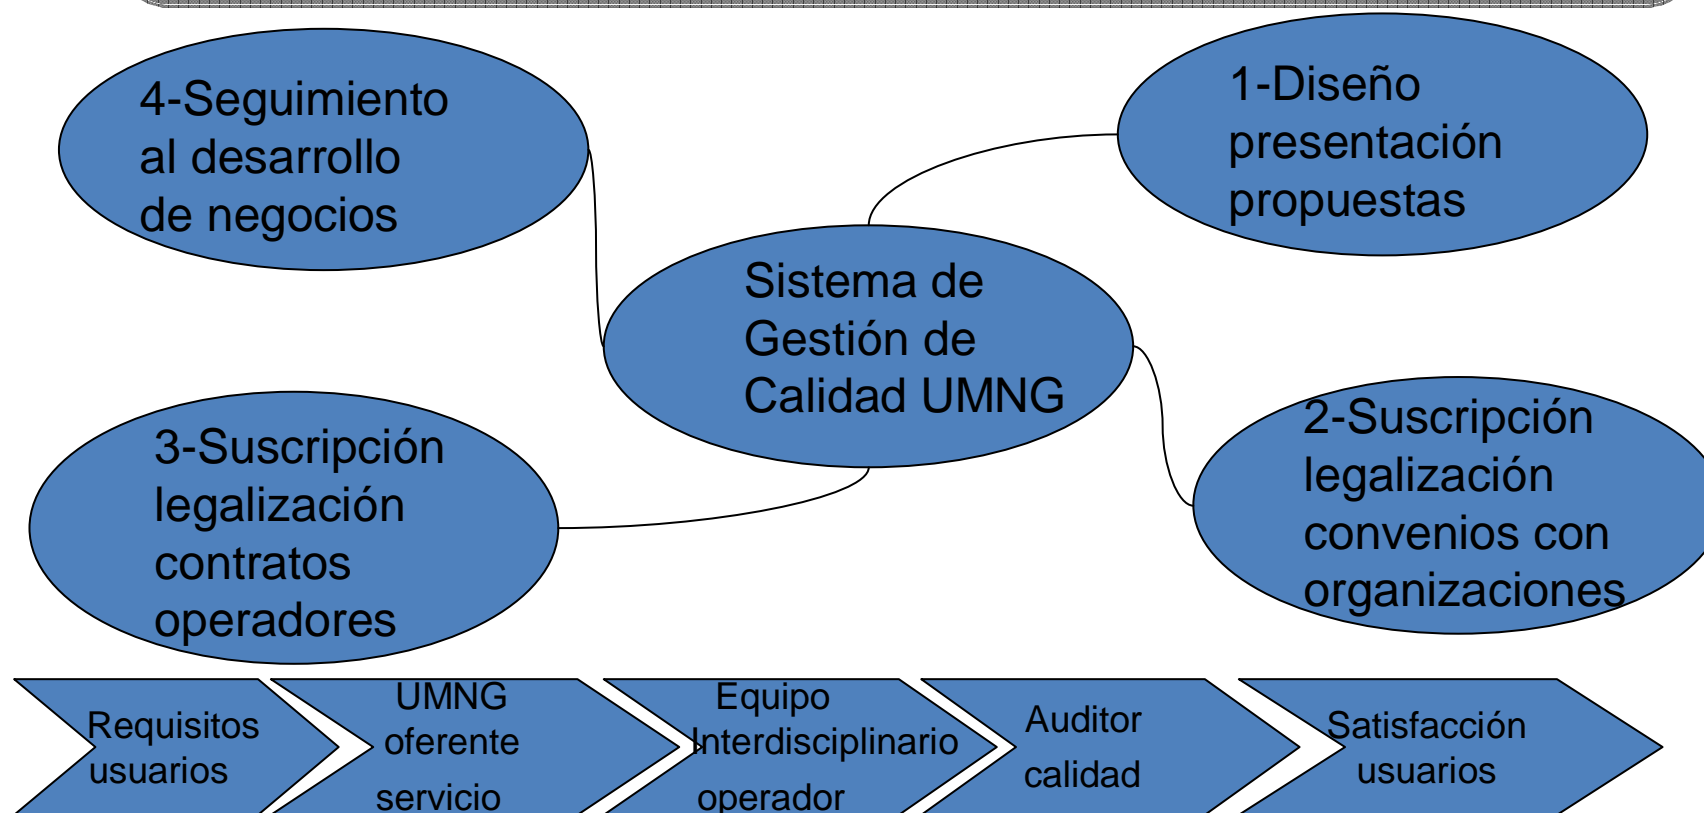 4-Seguimiento
al desarrollo
de negocios
1-Diseño
presentación
propuestas
Sistema de
Gestión de
Calidad UMNG
3-Suscripción
legalización
contratos
operadores
2-Suscripción
legalización
convenios con
organizaciones
Requisitos
usuarios
UMNG
oferente
servicio
Equipo
Interdisciplinario
operador
Auditor
calidad
Satisfacción
usuarios